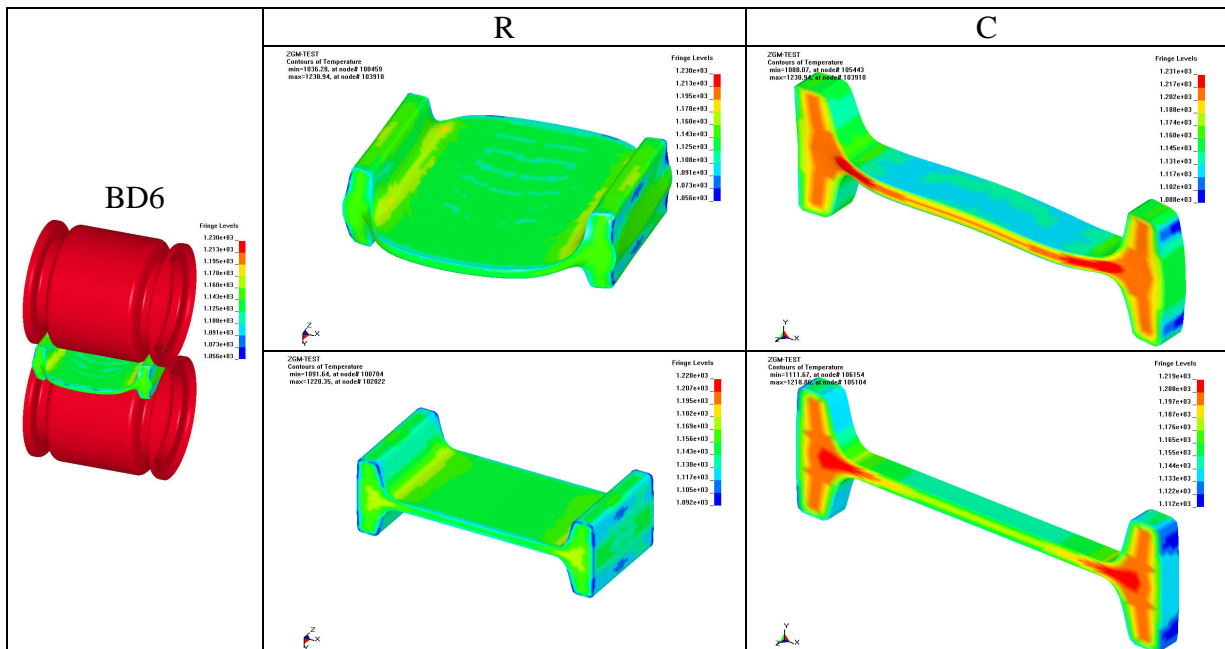 R
C
BD6
Fringe Levels
1.230e+03
1.213e+03
1.195e+03
1.178e+03
1.160e+03
1.143e+03
1.125e+03
1.108e+03
1.091e+03
1.073e+03
1.056e+03
ZGM-TEST
Contours of Temperature
min=1036.28, at node# 100459
max=1230.94, at node# 103910
Fringe Levels
1.230e+03
1.213e+03
1.195e+03
1.178e+03
1.160e+03
1.143e+03
1.125e+03
1.108e+03
1.091e+03
1.073e+03
1.056e+03
Z
X
Y
ZGM-TEST
Contours of Temperature
min=1088.07, at node# 105443
max=1230.94, at node# 103910
Fringe Levels
1.231e+03
1.217e+03
1.202e+03
1.188e+03
1.174e+03
1.160e+03
1.145e+03
1.131e+03
1.117e+03
1.102e+03
1.088e+03
Y
Z X
ZGM-TEST
Contours of Temperature
min=1091.64, at node# 100704
max=1220.35, at node# 102022
Fringe Levels
1.220e+03
1.207e+03
1.195e+03
1.182e+03
1.169e+03
1.156e+03
1.143e+03
1.130e+03
1.117e+03
1.105e+03
1.092e+03
Z
X
ZGM-TEST
Contours of Temperature
min=1111.67, at node# 106154
max=1218.86, at node# 105104
Fringe Levels
1.219e+03
1.208e+03
1.197e+03
1.187e+03
1.176e+03
1.165e+03
1.155e+03
1.144e+03
1.133e+03
1.122e+03
1.112e+03
Y
Z X